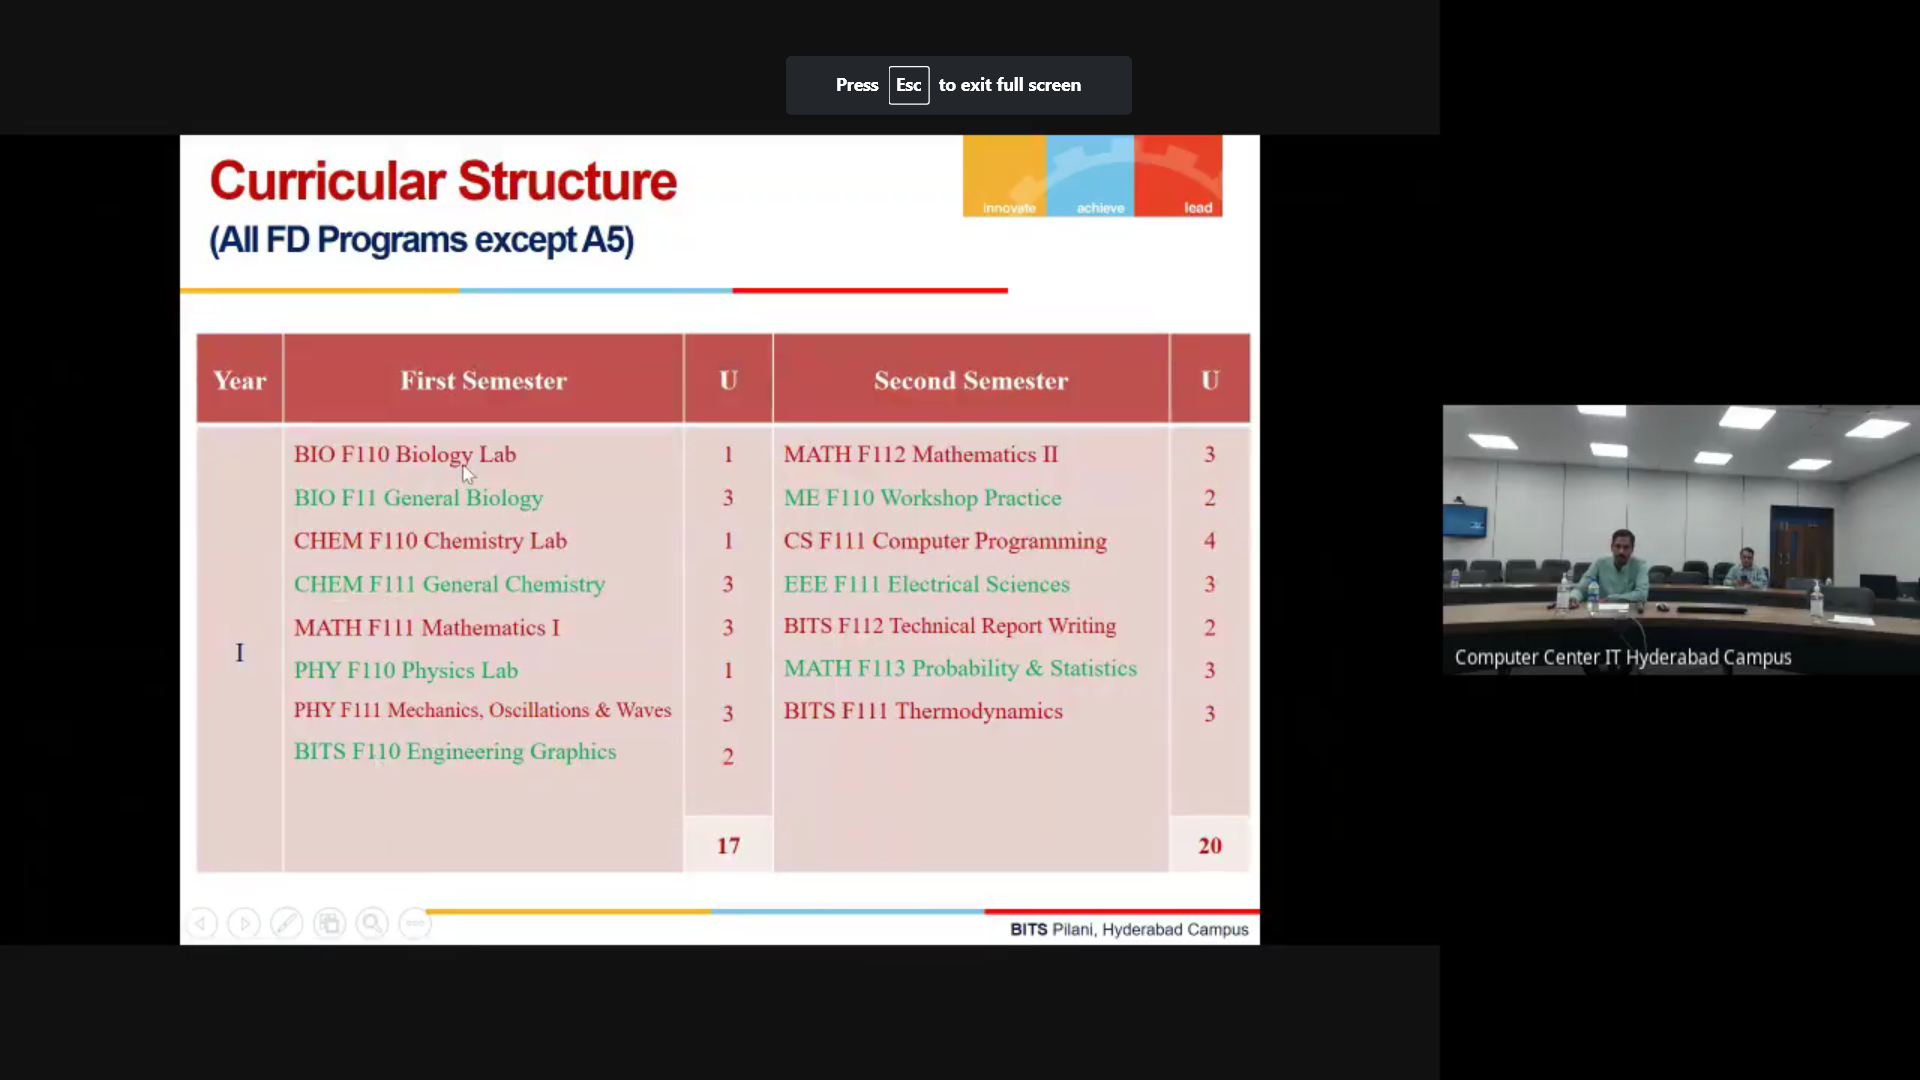 Press Esc to exit full screen
Curricular Structure
(All FD Programs except A5)
innovate achieve lead
Year First Semester U Second Semester U
BIO F110 Biology Lab 1 MATH F112 Mathematics II 3
BIO F11 General Biology 3 ME F110 Workshop Practice 2
CHEM F110 Chemistry Lab 1 CS F111 Computer Programming 4
CHEM F111 General Chemistry 3 EEE F111 Electrical Sciences 3
MATH F111 Mathematics I 3 BITS F112 Technical Report Writing 2
I
PHY F110 Physics Lab 1 MATH F113 Probability & Statistics 3
PHY F111 Mechanics, Oscillations & Waves 3 BITS F111 Thermodynamics 3
BITS F110 Engineering Graphics 2
17 20
BITS Pilani, Hyderabad Campus
Computer Center IT Hyderabad Campus